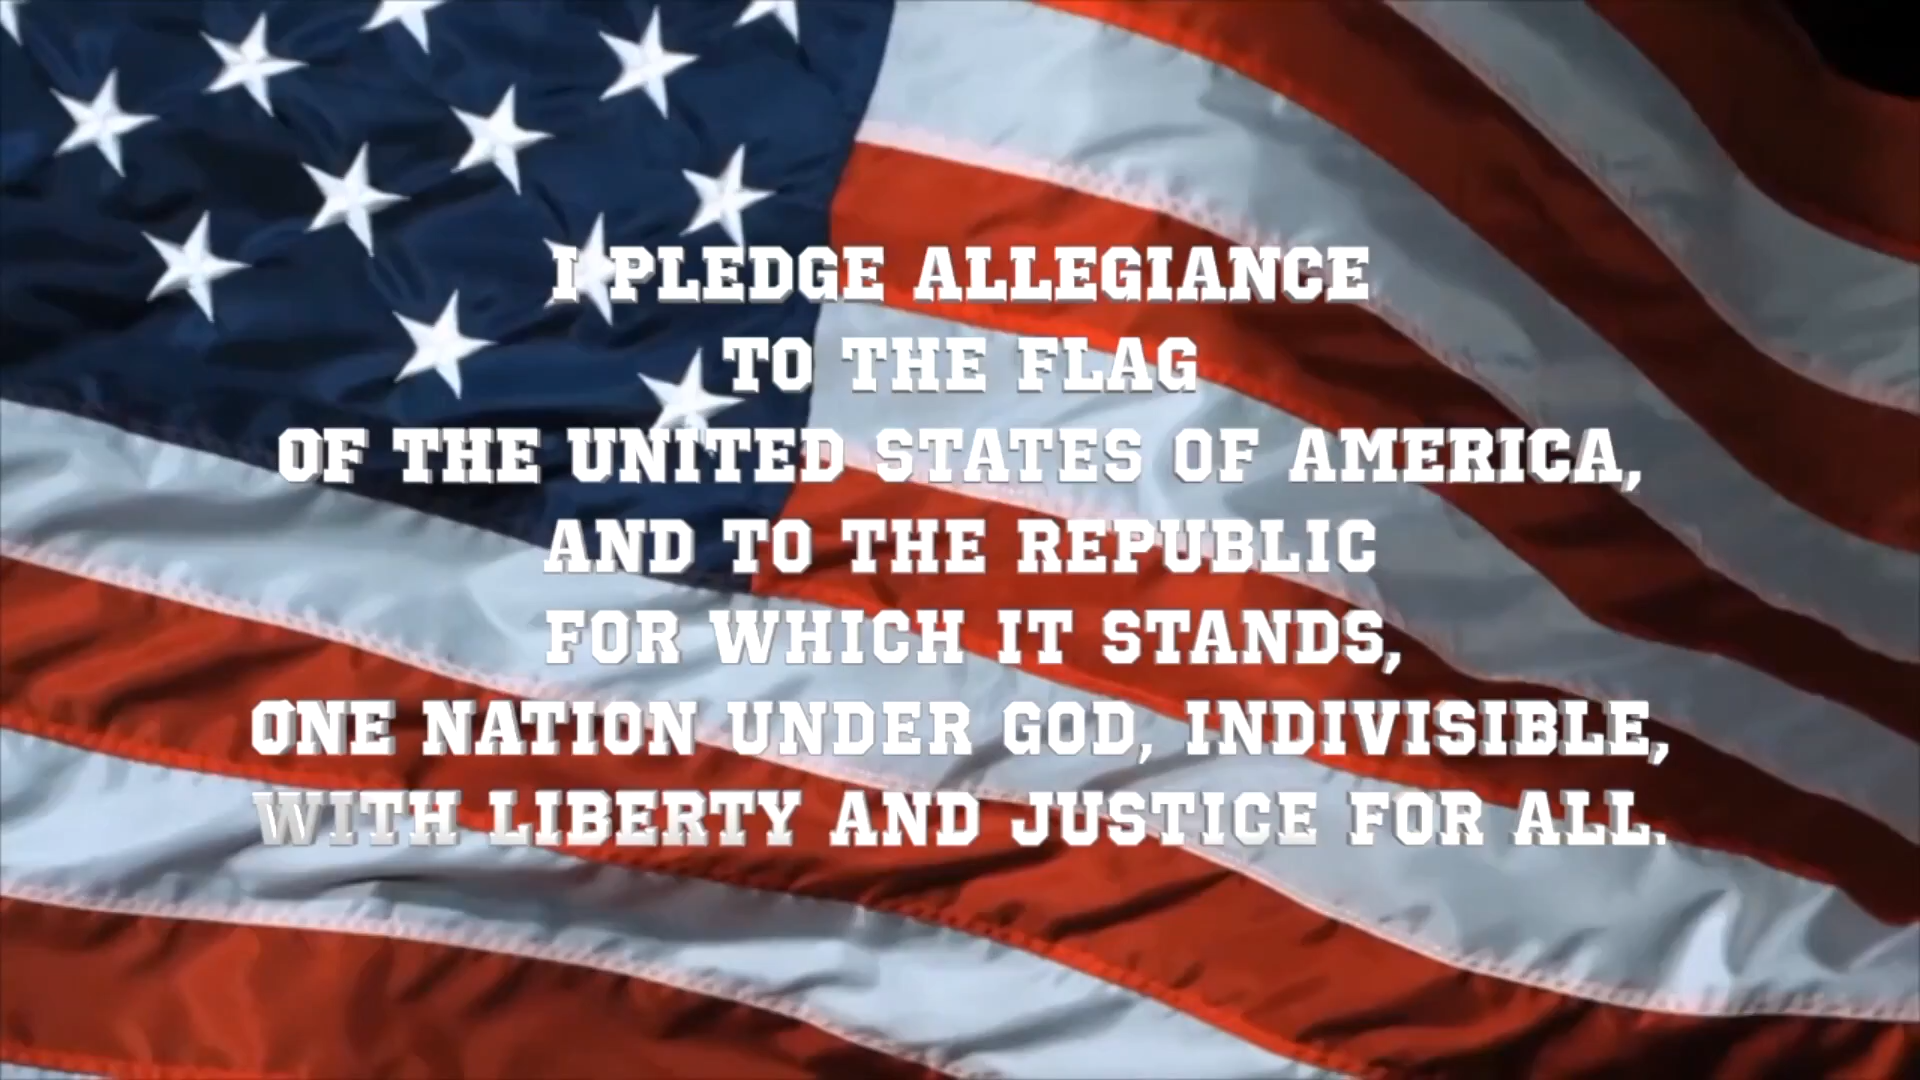 I PLEDGE ALLEGIANCE
TO THE FLAG
OF THE UNITED STATES OF AMERICA,
AND TO THE REPUBLIC
FOR WHICH IT STANDS,
ONE NATION UNDER GOD, INDIVISIBLE,
WITH LIBERTY AND JUSTICE FOR ALL.